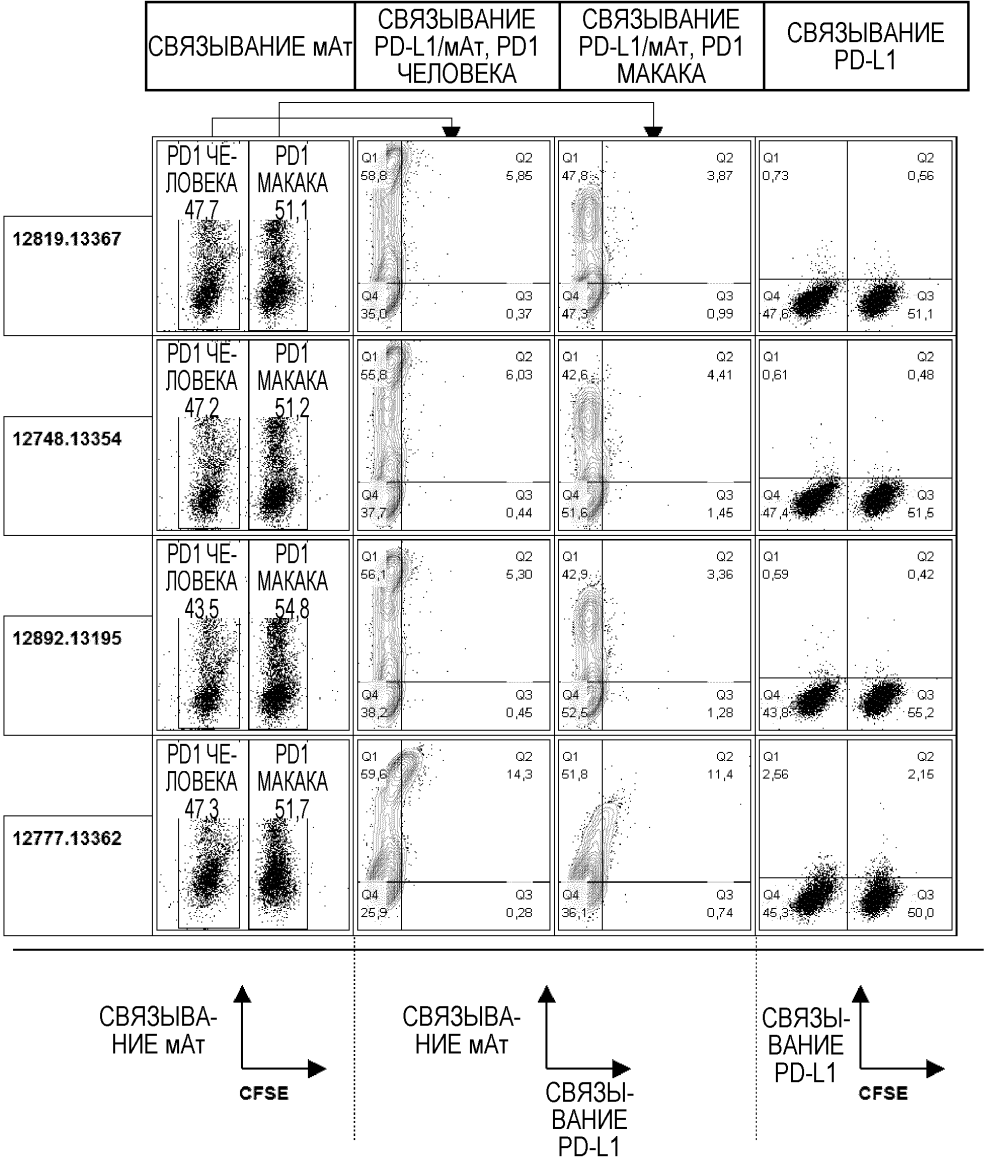 СВЯЗЫВАНИЕ мАт
СВЯЗЫВАНИЕ
PD-L1/мАт, PD1
ЧЕЛОВЕКА
СВЯЗЫВАНИЕ
PD-L1/мАт, PD1
МАКАКА
СВЯЗЫВАНИЕ
PD-L1
12819.13367
PD1 ЧЕ-
ЛОВЕКА
47,7
PD1
МАКАКА
51,1
Q1
58,8
Q2
5,85
Q4
35,0
Q3
0,37
Q1
47,8
Q2
3,87
Q4
47,3
Q3
0,99
Q1
0,73
Q2
0,56
Q4
47,6
Q3
51,1
12748.13354
PD1 ЧЕ-
ЛОВЕКА
47,2
PD1
МАКАКА
51,2
Q1
55,8
Q2
6,03
Q4
37,7
Q3
0,44
Q1
42,6
Q2
4,41
Q4
51,6
Q3
1,45
Q1
0,61
Q2
0,48
Q4
47,4
Q3
51,5
12892.13195
PD1 ЧЕ-
ЛОВЕКА
43,5
PD1
МАКАКА
54,8
Q1
56,1
Q2
5,30
Q4
38,2
Q3
0,45
Q1
42,9
Q2
3,36
Q4
52,5
Q3
1,28
Q1
0,59
Q2
0,42
Q4
43,8
Q3
55,2
12777.13362
PD1 ЧЕ-
ЛОВЕКА
47,3
PD1
МАКАКА
51,7
Q1
59,6
Q2
14,3
Q4
25,9
Q3
0,28
Q1
51,8
Q2
11,4
Q4
36,1
Q3
0,74
Q1
2,56
Q2
2,15
Q4
45,3
Q3
50,0
СВЯЗЫВА-
НИЕ мАт
CFSE
СВЯЗЫВА-
НИЕ мАт
СВЯЗЫ-
ВАНИЕ
PD-L1
СВЯЗЫ-
ВАНИЕ
PD-L1
CFSE